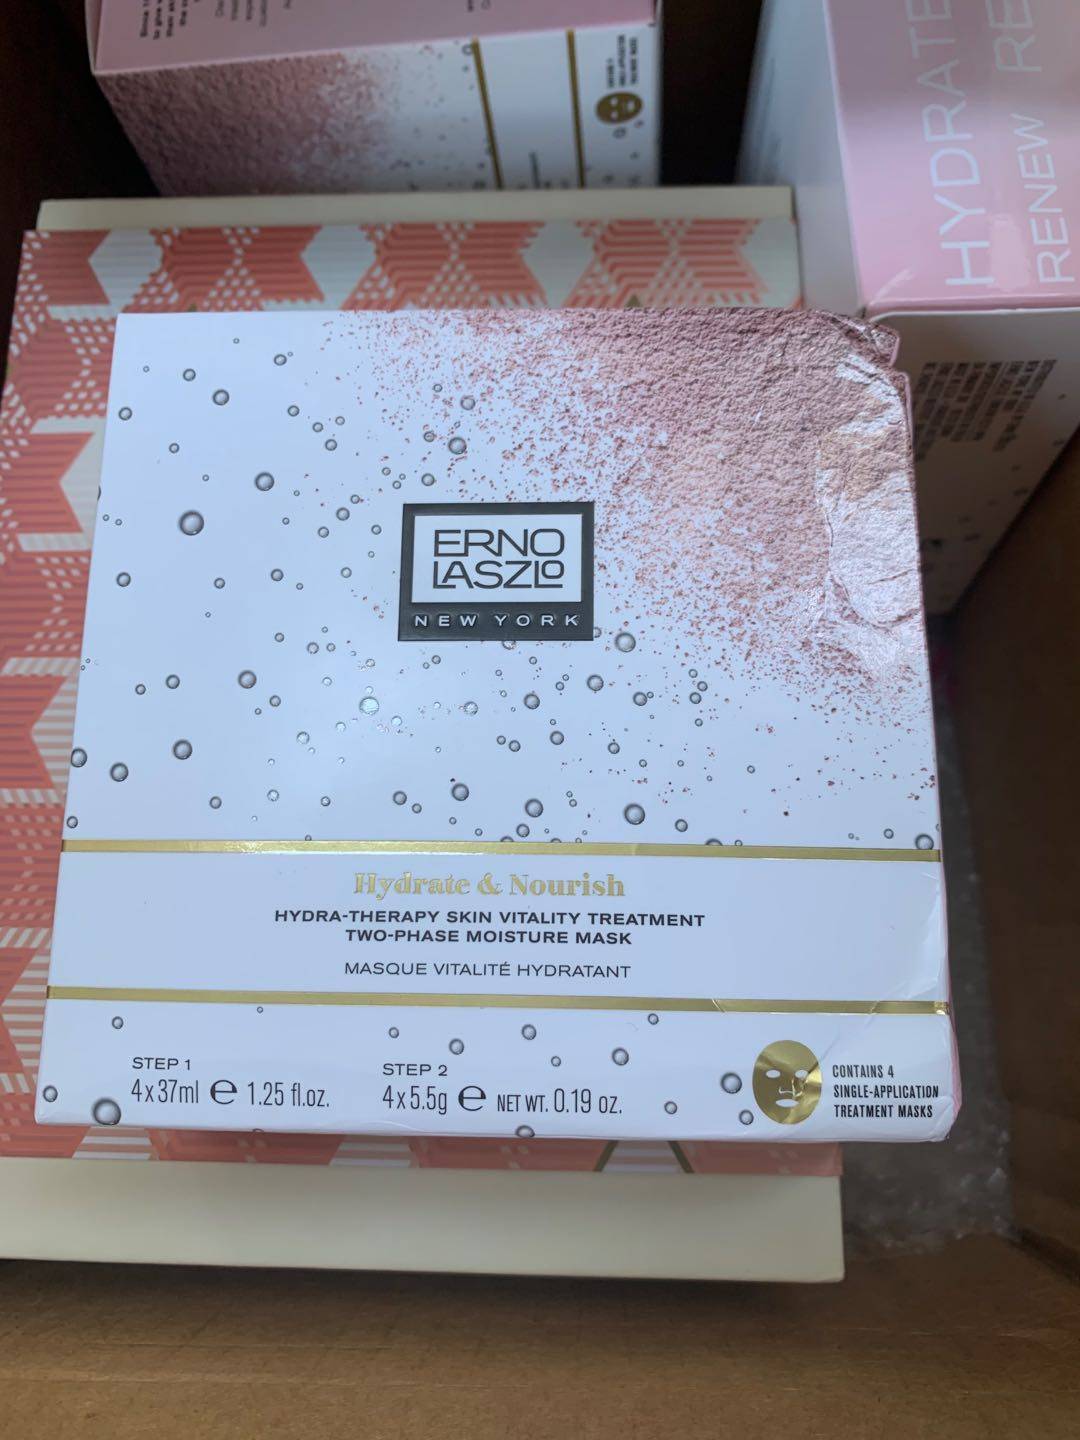 HYDRATE
RENEW RE
ERNO
LASZLO
NEW YORK
Hydrate & Nourish
HYDRA-THERAPY SKIN VITALITY TREATMENT
TWO-PHASE MOISTURE MASK
MASQUE VITALITÉ HYDRATANT
STEP 1
4x37ml e 1.25 fl.oz.
STEP 2
4x5.5g e NET WT. 0.19 oz.
CONTAINS 4
SINGLE-APPLICATION
TREATMENT MASKS